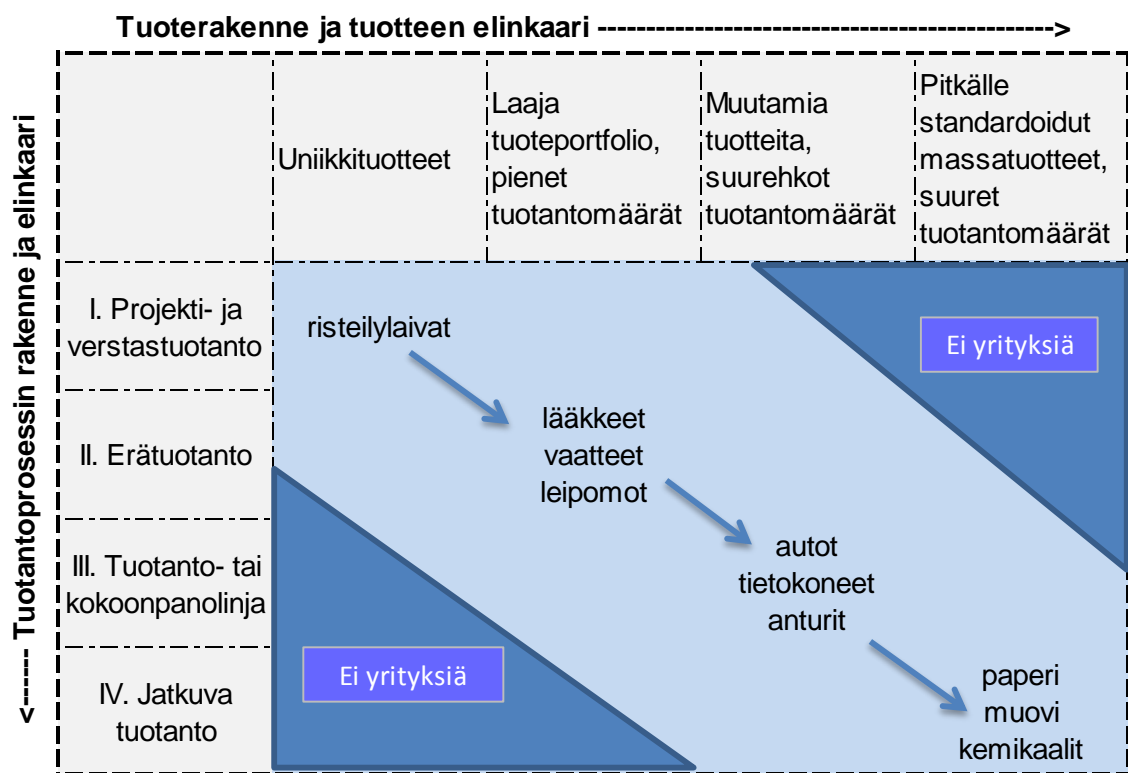 Tuoterakenne ja tuotteen elinkaari ----------------------------------------------->
<------ Tuotantoprosessin rakenne ja elinkaari
Uniikkituotteet
Laaja
tuoteportfolio,
pienet
tuotantomäärät
Muutamia
tuotteita,
suurehkot
tuotantomäärät
Pitkälle
standardoidut
massatuotteet,
suuret
tuotantomäärät
I. Projekti- ja
verstastuotanto
risteilylaivat
Ei yrityksiä
II. Erätuotanto
lääkkeet
vaatteet
leipomot
III. Tuotanto- tai
kokoonpanolinja
autot
tietokoneet
anturit
IV. Jatkuva
tuotanto
Ei yrityksiä
paperi
muovi
kemikaalit